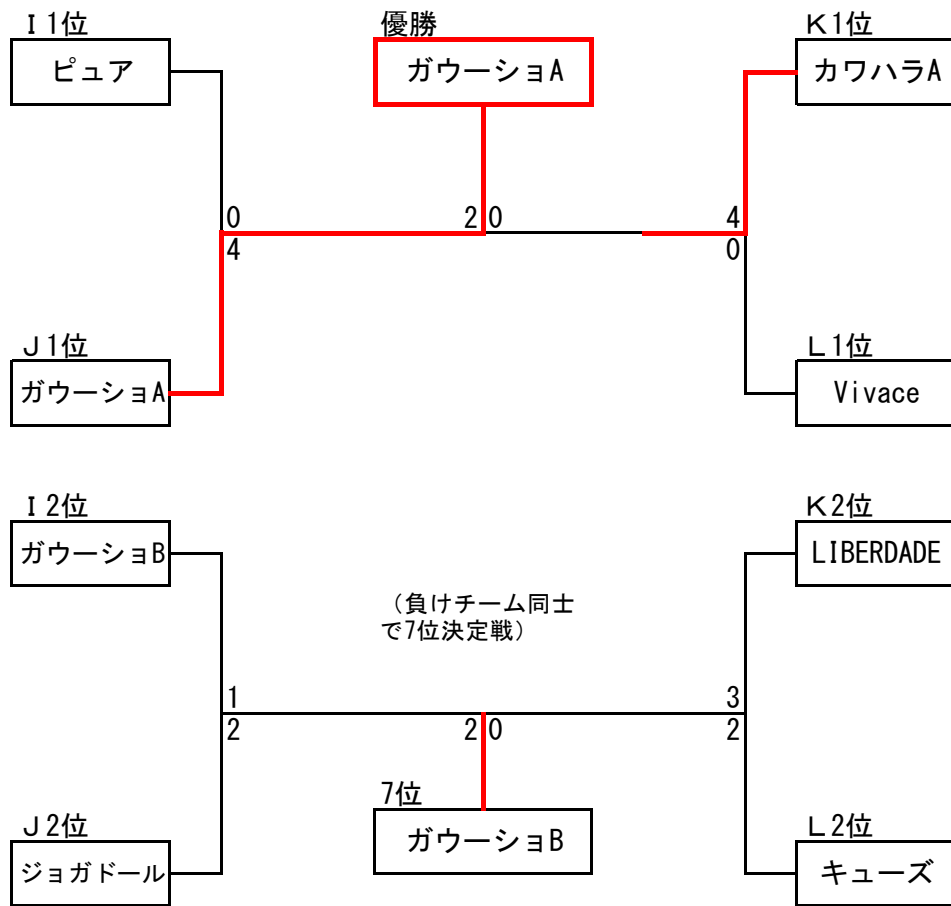 Ⅰ1位
優勝
K1位
ピュア
ガウーショA
カワハラA
0
2
0
4
4
0
J1位
L1位
ガウーショA
Vivace
Ⅰ2位
K2位
ガウーショB
LIBERDADE
（負けチーム同士
で7位決定戦）
1
3
2
2
0
2
7位
J2位
L2位
ガウーショB
ジョガドール
キューズ